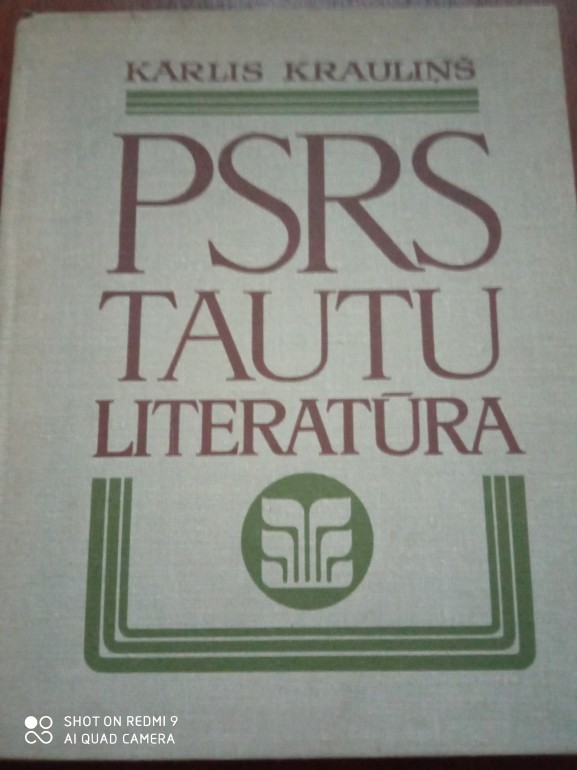 KĀRLIS KRAULIŅŠ
PSRS
TAUTU
LITERATŪRA
SHOT ON REDMI 9
AI QUAD CAMERA